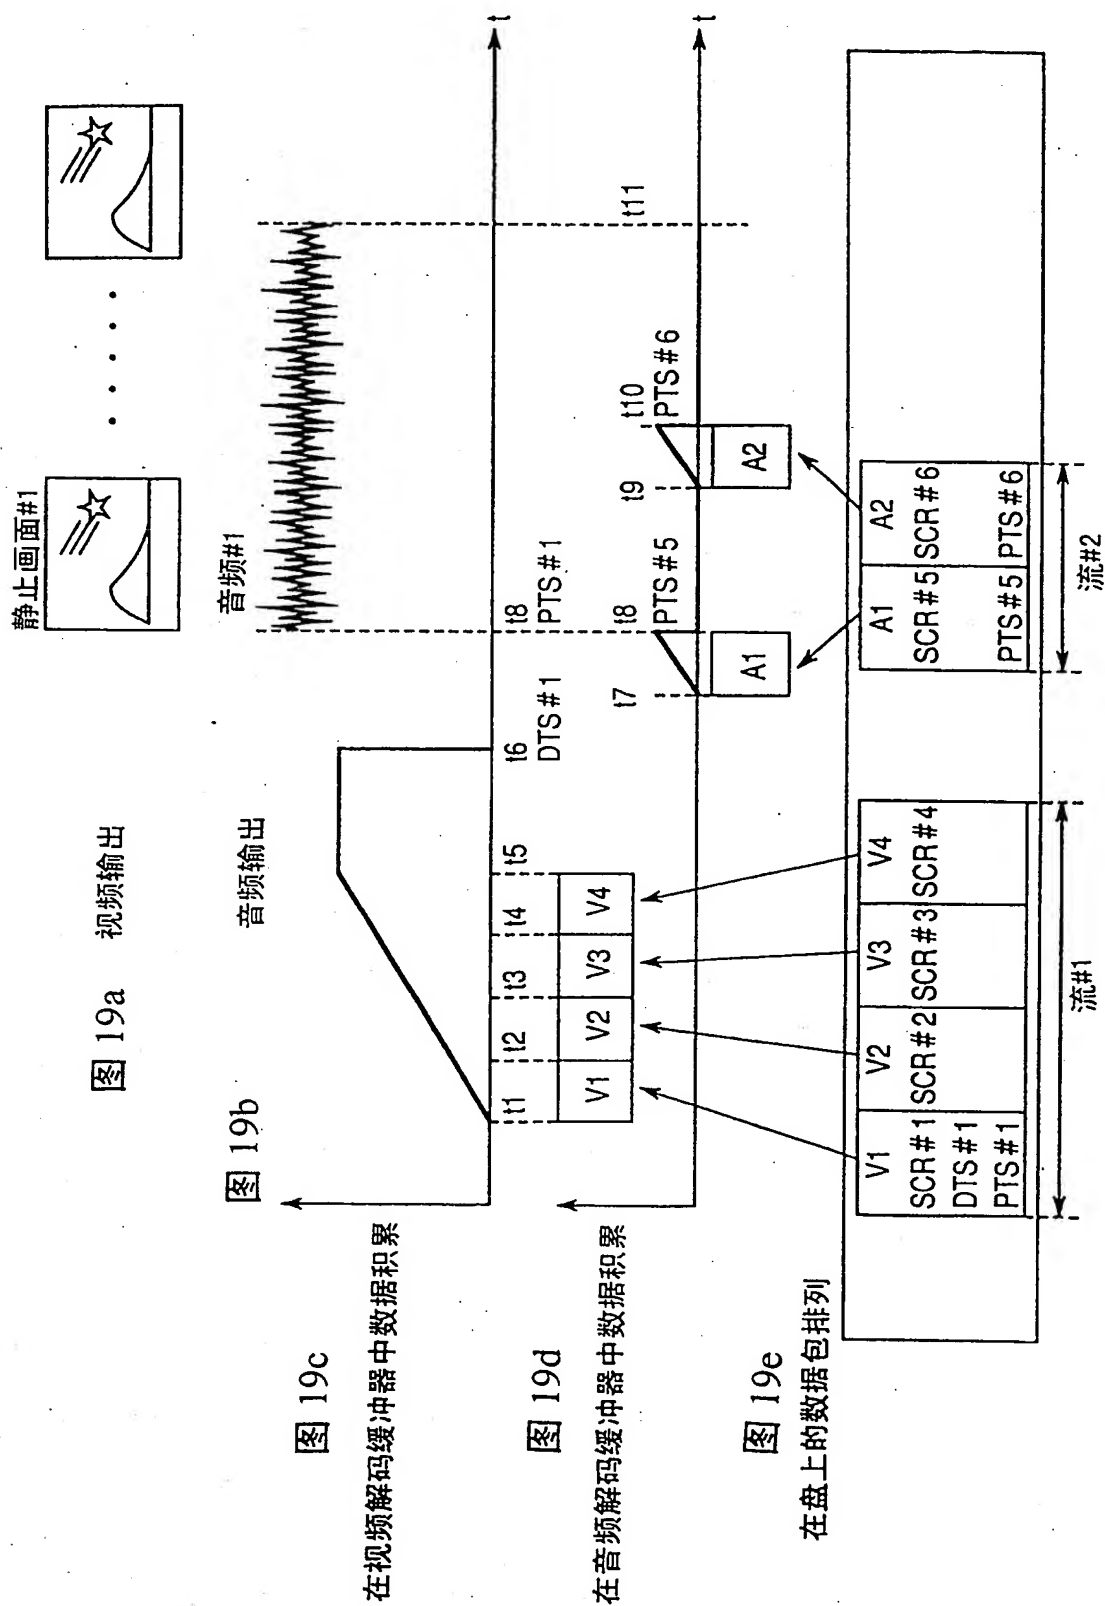 图 19a
视频输出
静止画面#1
图 19b
音频输出
音频#1
图 19c
在视频解码缓冲器中数据积累
t1
t2
t3
t4
t5
t6
DTS#1
t8
PTS#1
t
V1
V2
V3
V4
图 19d
在音频解码缓冲器中数据积累
t7
t8
PTS#5
t9
t10
PTS#6
t11
t
A1
A2
图 19e
在盘上的数据包排列
V1
SCR#1
DTS#1
PTS#1
V2
SCR#2
V3
SCR#3
V4
SCR#4
A1
SCR#5
PTS#5
A2
SCR#6
PTS#6
流#1
流#2